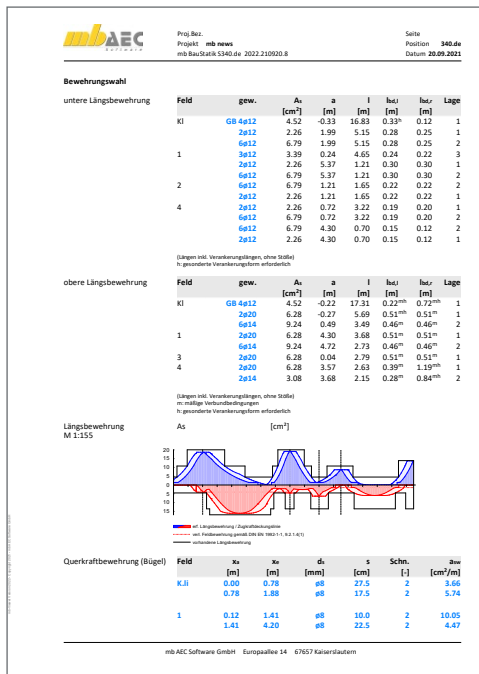 mb AEC
Software
Proj.Bez.
Projekt mb news
mb BauStatik S340.de 2022.210920.8
Seite
Position 340.de
Datum 20.09.2021
Bewehrungswahl
untere Längsbewehrung
Feld gew. As a l lbd,l lbd,r Lage
[cm²] [m] [m] [m] [m]
Kl GB 4ø12 4.52 -0.33 16.83 0.33ʰ 0.12 1
2ø12 2.26 1.99 5.15 0.28 0.25 1
6ø12 6.79 1.99 5.15 0.28 0.25 2
1 3ø12 3.39 0.24 4.65 0.24 0.22 3
2ø12 2.26 5.37 1.21 0.30 0.30 1
6ø12 6.79 5.37 1.21 0.30 0.30 2
2 6ø12 6.79 1.21 1.65 0.22 0.22 2
2ø12 2.26 1.21 1.65 0.22 0.22 1
4 2ø12 2.26 0.72 3.22 0.19 0.20 1
6ø12 6.79 0.72 3.22 0.19 0.20 2
6ø12 6.79 4.30 0.70 0.15 0.12 2
2ø12 2.26 4.30 0.70 0.15 0.12 1
(Längen inkl. Verankerungslängen, ohne Stöße)
h: gesonderte Verankerungsform erforderlich
obere Längsbewehrung
Feld gew. As a l lbd,l lbd,r Lage
[cm²] [m] [m] [m] [m]
Kl GB 4ø12 4.52 -0.22 17.31 0.22ᵐʰ 0.72ᵐʰ 1
2ø20 6.28 -0.27 5.69 0.51ᵐʰ 0.51ᵐ 1
6ø14 9.24 0.49 3.49 0.46ᵐ 0.46ᵐ 2
1 2ø20 6.28 4.30 3.68 0.51ᵐ 0.51ᵐ 1
6ø14 9.24 4.72 2.73 0.46ᵐ 0.46ᵐ 2
3 2ø20 6.28 0.04 2.79 0.51ᵐ 0.51ᵐ 1
4 2ø20 6.28 3.57 2.63 0.39ᵐ 1.19ᵐʰ 1
2ø14 3.08 3.68 2.15 0.28ᵐ 0.84ᵐʰ 2
(Längen inkl. Verankerungslängen, ohne Stöße)
m: mäßige Verbundbedingungen
h: gesonderte Verankerungsform erforderlich
Längsbewehrung
M 1:155
As [cm²]
20
15
10
5
0
5
10
15
erf. Längsbewehrung / Zugkraftdeckungslinie
vert. Feldbewehrung gemäß DIN EN 1992-1-1, 9.2.1.4(1)
vorhandene Längsbewehrung
Querkraftbewehrung (Bügel)
Feld xa xe ds s Schn. asw
[m] [m] [mm] [cm] [-] [cm²/m]
K.li 0.00 0.78 ø8 27.5 2 3.66
0.78 1.88 ø8 17.5 2 5.74
1 0.12 1.41 ø8 10.0 2 10.05
1.41 4.20 ø8 22.5 2 4.47
mb AEC Software GmbH Europaallee 14 67657 Kaiserslautern